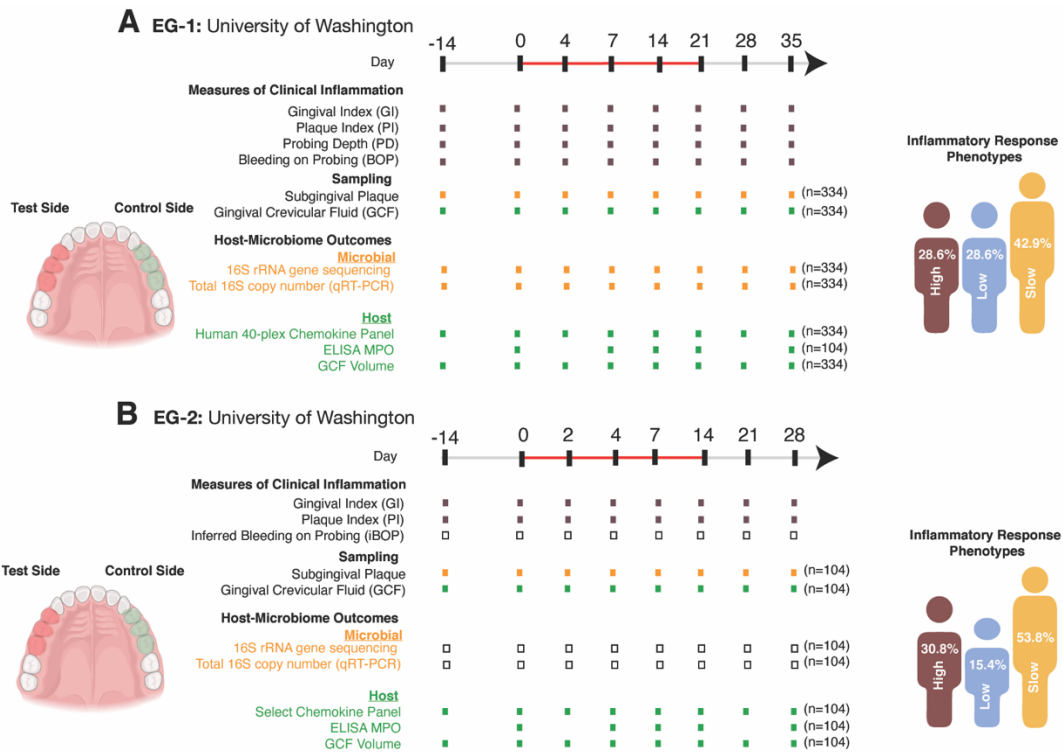 A EG-1: University of Washington
Day -14 0 4 7 14 21 28 35
Measures of Clinical Inflammation
Gingival Index (GI)
Plaque Index (PI)
Probing Depth (PD)
Bleeding on Probing (BOP)
Sampling
Subgingival Plaque (n=334)
Gingival Crevicular Fluid (GCF) (n=334)
Test Side Control Side
Host-Microbiome Outcomes
Microbial
16S rRNA gene sequencing (n=334)
Total 16S copy number (qRT-PCR) (n=334)
Host
Human 40-plex Chemokine Panel (n=334)
ELISA MPO (n=104)
GCF Volume (n=334)
Inflammatory Response
Phenotypes
28.6% 28.6% 42.9%
High Low Slow
B EG-2: University of Washington
Day -14 0 2 4 7 14 21 28
Measures of Clinical Inflammation
Gingival Index (GI)
Plaque Index (PI)
Inferred Bleeding on Probing (iBOP)
Sampling
Subgingival Plaque (n=104)
Gingival Crevicular Fluid (GCF) (n=104)
Test Side Control Side
Host-Microbiome Outcomes
Microbial
16S rRNA gene sequencing (n=104)
Total 16S copy number (qRT-PCR) (n=104)
Host
Select Chemokine Panel (n=104)
ELISA MPO (n=104)
GCF Volume (n=104)
Inflammatory Response
Phenotypes
30.8% 15.4% 53.8%
High Low Slow